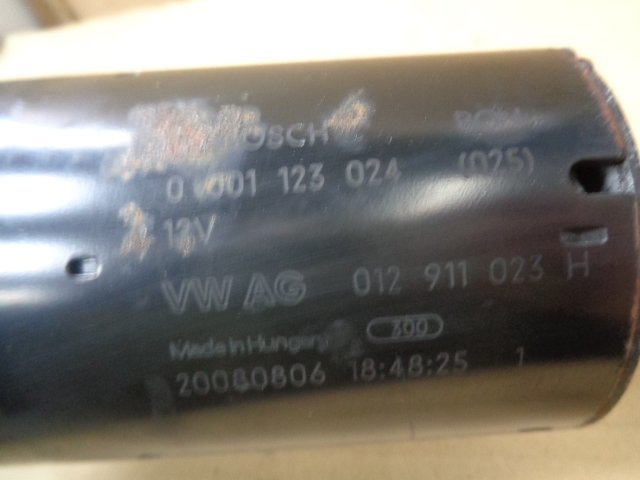 BOSCH
0 001 123 024 (025)
12V
VW AG 012 911 023 H
300
Made in Hungary
20080806 18:48:25 1